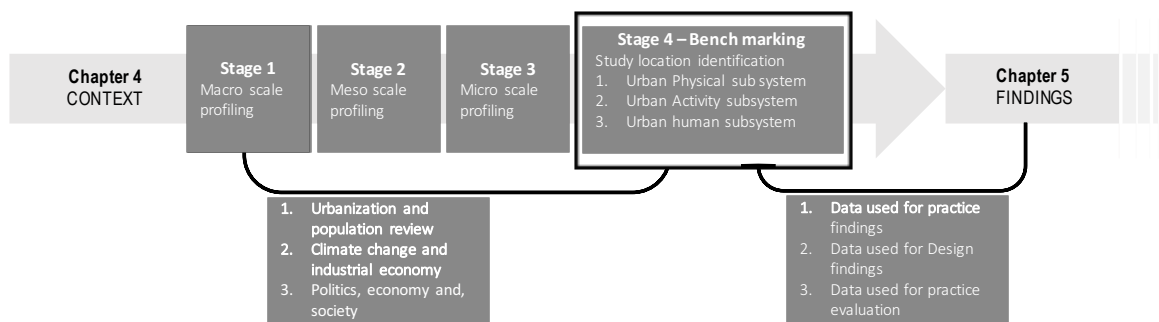 Chapter 4
CONTEXT
Stage 1
Macro scale
profiling
Stage 2
Meso scale
profiling
Stage 3
Micro scale
profiling
Stage 4 – Bench marking
Study location identification
1. Urban Physical sub system
2. Urban Activity subsystem
3. Urban human subsystem
Chapter 5
FINDINGS
1. Urbanization and
population review
2. Climate change and
industrial economy
3. Politics, economy and,
society
1. Data used for practice
findings
2. Data used for Design
findings
3. Data used for practice
evaluation